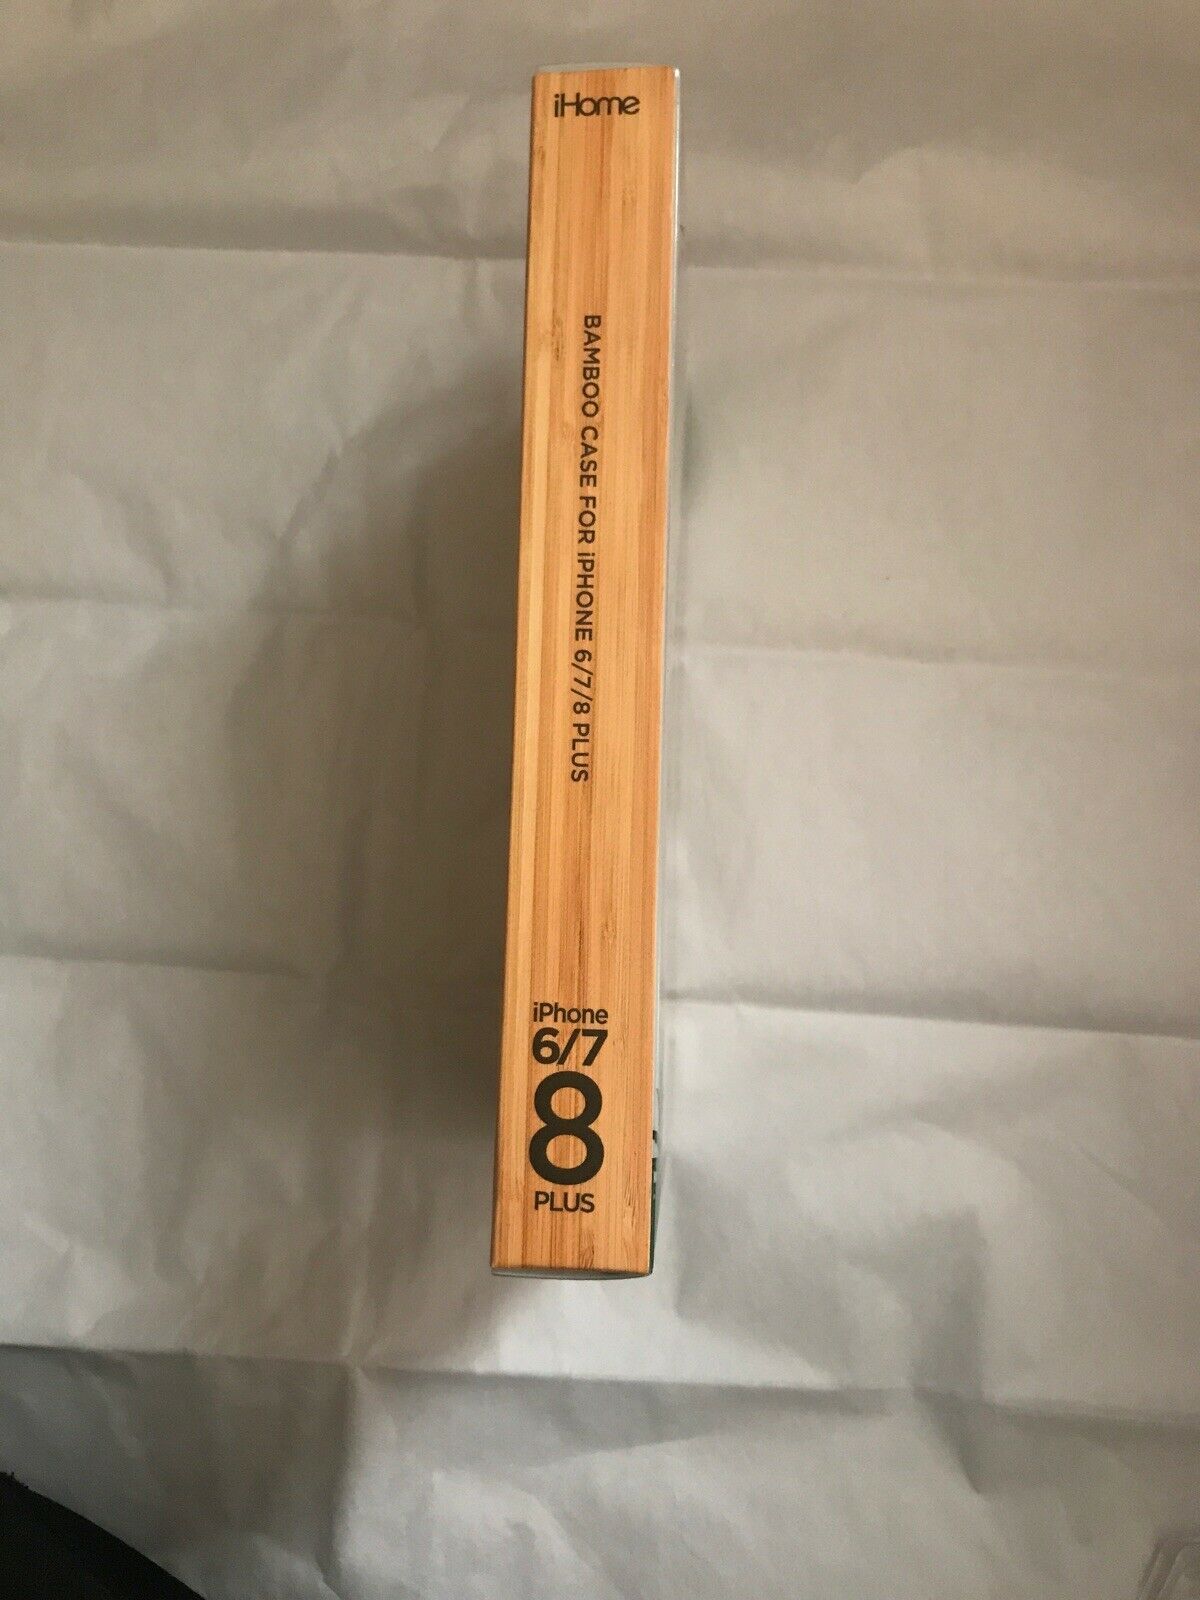 iHome
BAMBOO CASE FOR iPHONE 6/7/8 PLUS
iPhone
6/7
8
PLUS